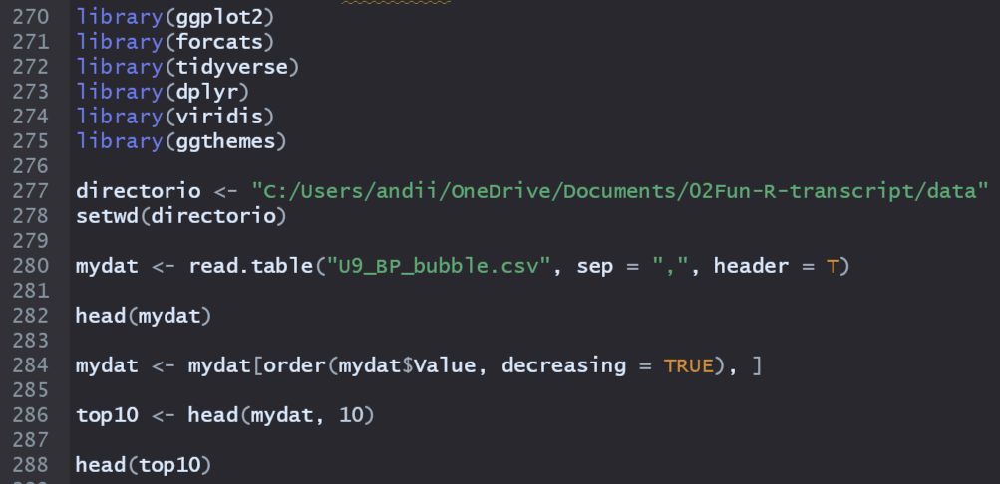 270 library(ggplot2)
271 library(forcats)
272 library(tidyverse)
273 library(dplyr)
274 library(viridis)
275 library(ggthemes)
276
277 directorio <- "C:/Users/andii/OneDrive/Documents/02Fun-R-transcript/data"
278 setwd(directorio)
279
280 mydat <- read.table("U9_BP_bubble.csv", sep = ",", header = T)
281
282 head(mydat)
283
284 mydat <- mydat[order(mydat$Value, decreasing = TRUE), ]
285
286 top10 <- head(mydat, 10)
287
288 head(top10)